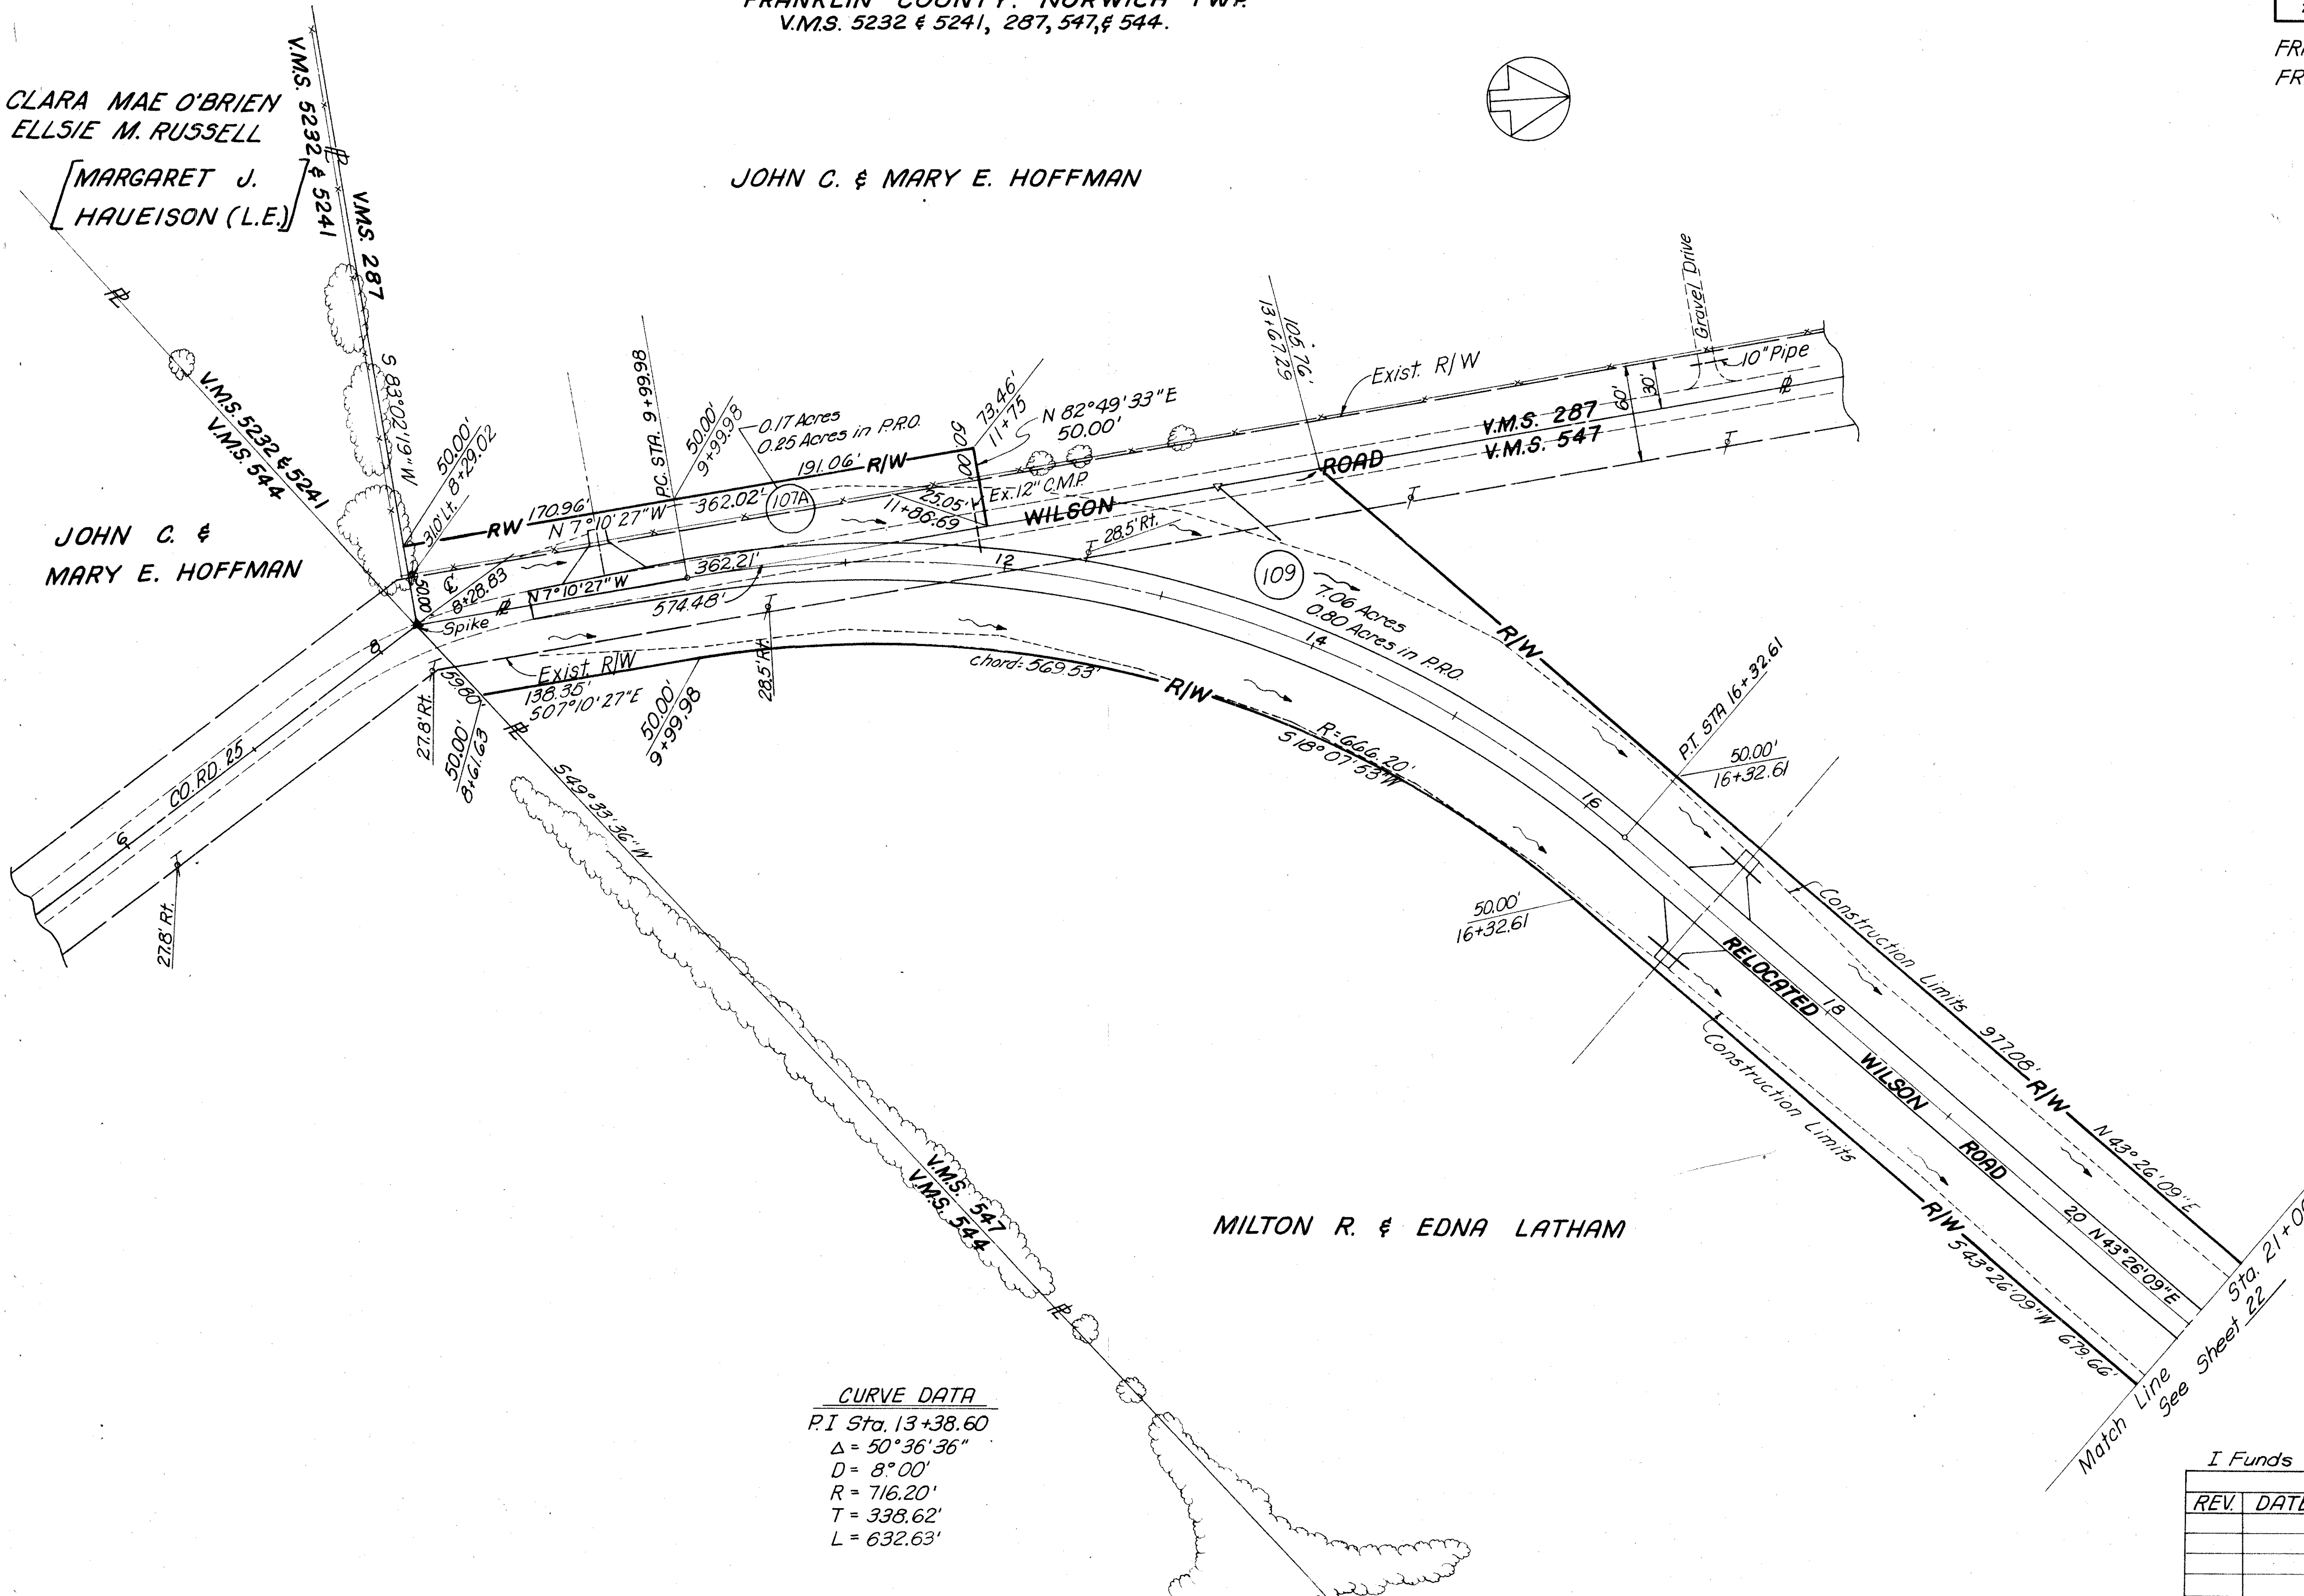 FRANKLIN COUNTY. NORWICH TWP.
V.M.S. 5232 & 5241, 287, 547, & 544.
CLARA MAE O'BRIEN
ELLSIE M. RUSSELL
[MARGARET J.
HAUEISON (L.E.)]
V.M.S. 5232 & 5241
V.M.S. 287
S 83°02'19" W
JOHN C. & MARY E. HOFFMAN
V.M.S. 5232 & 5241
V.M.S. 544
JOHN C. &
MARY E. HOFFMAN
50.00'
8+29.02
31.0' Lt.
50.00
℄
8+28.83
Spike
RW
170.96'
N 7°10'27" W
P.C. STA. 9+99.98
50.00'
9+99.98
0.17 Acres
0.25 Acres in P.R.O.
191.06'
R/W
362.02'
107A
50.00
73.46'
11+75
N 82°49'33" E
50.00'
25.05'
11+86.69
Ex. 12" C.M.P.
WILSON
ROAD
28.5' Rt.
105.76'
13+67.29
Exist. R/W
Gravel Drive
10" Pipe
60'
30'
V.M.S. 287
V.M.S. 547
N 7°10'27" W
362.21'
574.48'
12
109
7.06 Acres
0.80 Acres in P.R.O.
14
R/W
Exist. R/W
138.35'
S07°10'27"E
28.5' Rt.
59.80'
27.8' Rt.
50.00'
8+61.63
50.00'
9+99.98
chord=569.53'
R/W
R=666.20'
S18°07'53"W
P.T. STA 16+32.61
50.00'
16+32.61
16
50.00'
16+32.61
CO. RD. 25
8
6
27.8' Rt.
S49°33'36"W
Construction Limits
977.08'
R/W
N 43°26'09" E
RELOCATED
WILSON
ROAD
18
20
N 43°26'09" E
Construction Limits
R/W
S 43°26'09" W
679.66'
V.M.S. 547
V.M.S. 544
MILTON R. & EDNA LATHAM
Match Line
See Sheet 22
CURVE DATA
P.I Sta. 13+38.60
Δ = 50°36'36"
D = 8°00'
R = 716.20'
T = 338.62'
L = 632.63'
I Funds
REV.